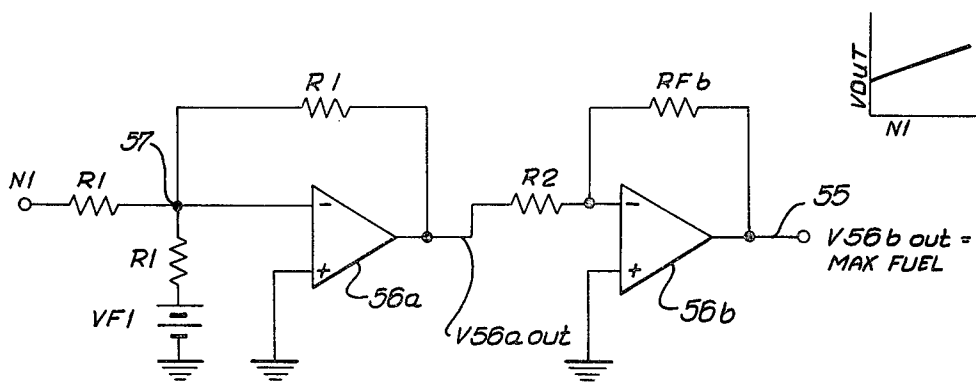 R1
RFb
VOUT
N1
57
N1
R1
R2
55
R1
V56b out =
MAX FUEL
VF1
56a
V56a out
56b